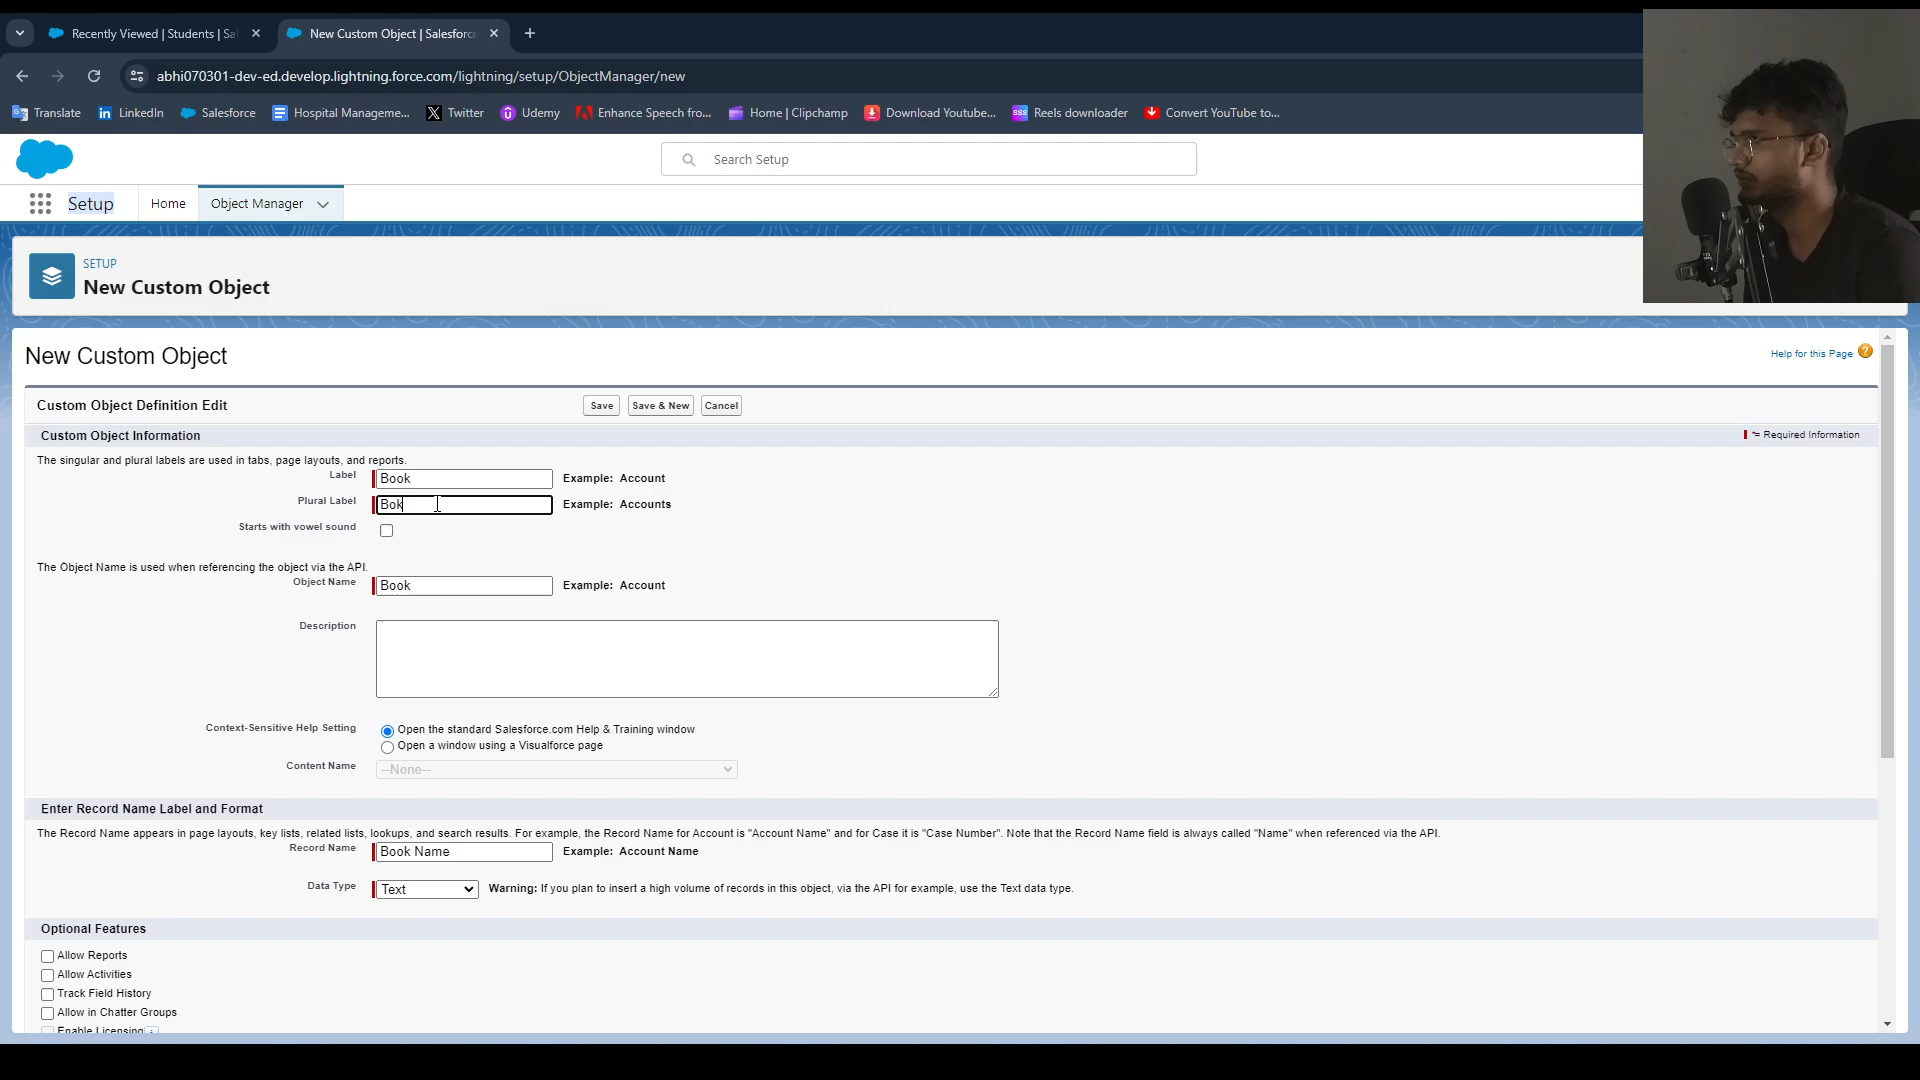 Recently Viewed | Students | Sa
New Custom Object | Salesforce
abhi070301-dev-ed.develop.lightning.force.com/lightning/setup/ObjectManager/new
Translate
LinkedIn
Salesforce
Hospital Manageme...
Twitter
Udemy
Enhance Speech fro...
Home | Clipchamp
Download Youtube...
Reels downloader
Convert YouTube to...
Search Setup
Setup
Home
Object Manager
SETUP
New Custom Object
New Custom Object
Help for this Page
Custom Object Definition Edit
Save
Save & New
Cancel
Custom Object Information
*= Required Information
The singular and plural labels are used in tabs, page layouts, and reports.
Label Book Example: Account
Plural Label Bok Example: Accounts
Starts with vowel sound
The Object Name is used when referencing the object via the API.
Object Name Book Example: Account
Description
Context-Sensitive Help Setting Open the standard Salesforce.com Help & Training window
Open a window using a Visualforce page
Content Name --None--
Enter Record Name Label and Format
The Record Name appears in page layouts, key lists, related lists, lookups, and search results. For example, the Record Name for Account is "Account Name" and for Case it is "Case Number". Note that the Record Name field is always called "Name" when referenced via the API.
Record Name Book Name Example: Account Name
Data Type Text Warning: If you plan to insert a high volume of records in this object, via the API for example, use the Text data type.
Optional Features
Allow Reports
Allow Activities
Track Field History
Allow in Chatter Groups
Enable Licensing